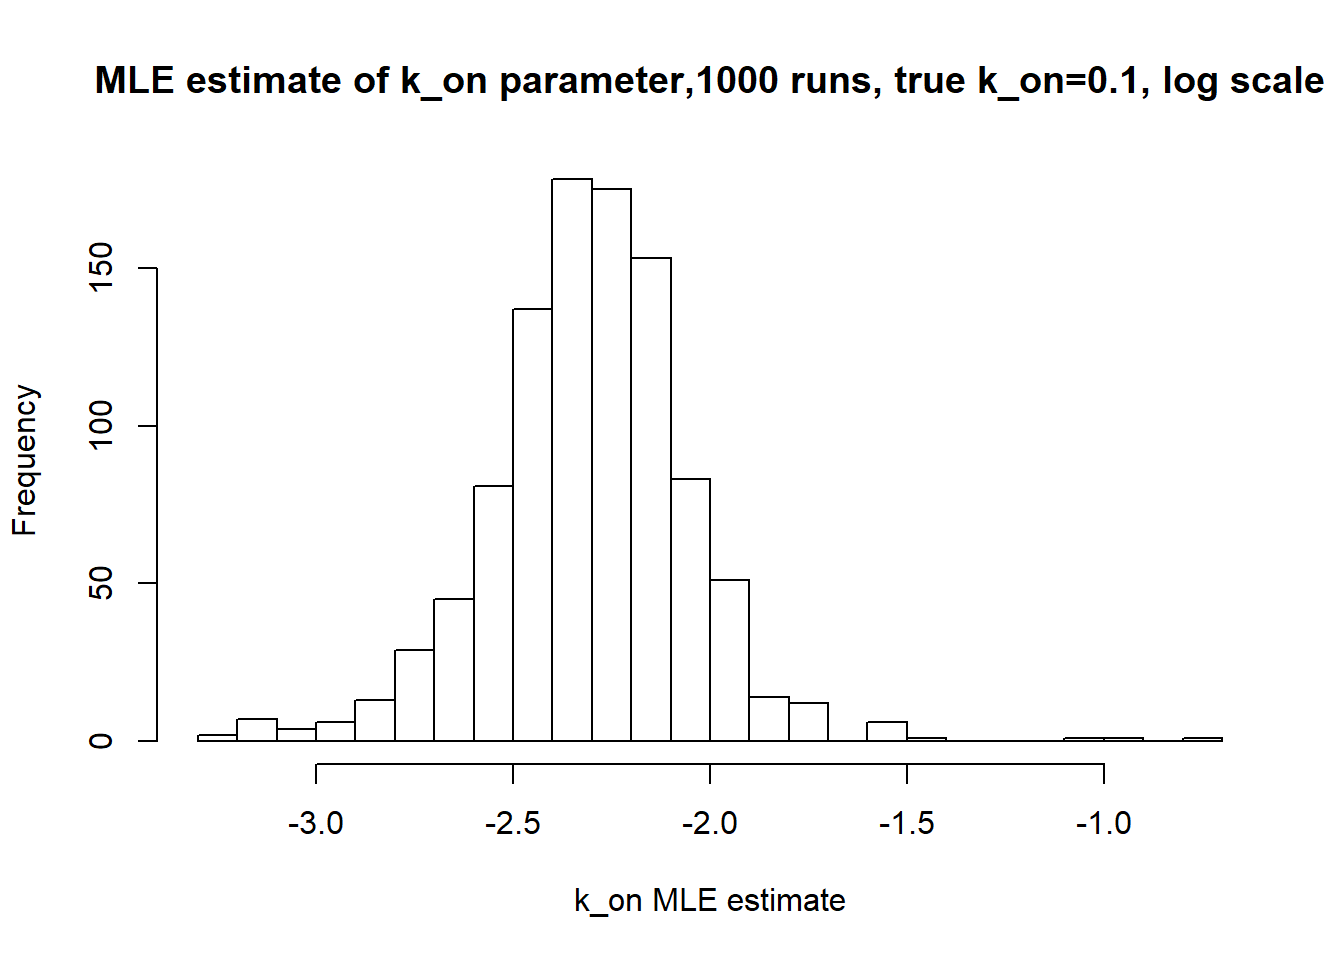 MLE estimate of k_on parameter,1000 runs, true k_on=0.1, log scale
Frequency
150
100
50
0
-3.0 -2.5 -2.0 -1.5 -1.0
k_on MLE estimate